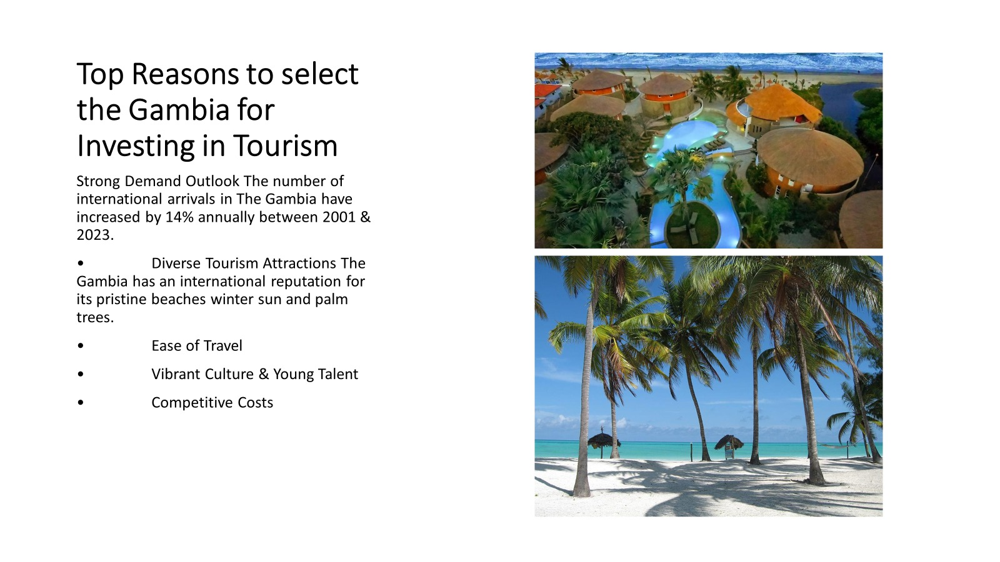 Top Reasons to select
the Gambia for
Investing in Tourism
Strong Demand Outlook The number of
international arrivals in The Gambia have
increased by 14% annually between 2001 &
2023.
• Diverse Tourism Attractions The
Gambia has an international reputation for
its pristine beaches winter sun and palm
trees.
• Ease of Travel
• Vibrant Culture & Young Talent
• Competitive Costs